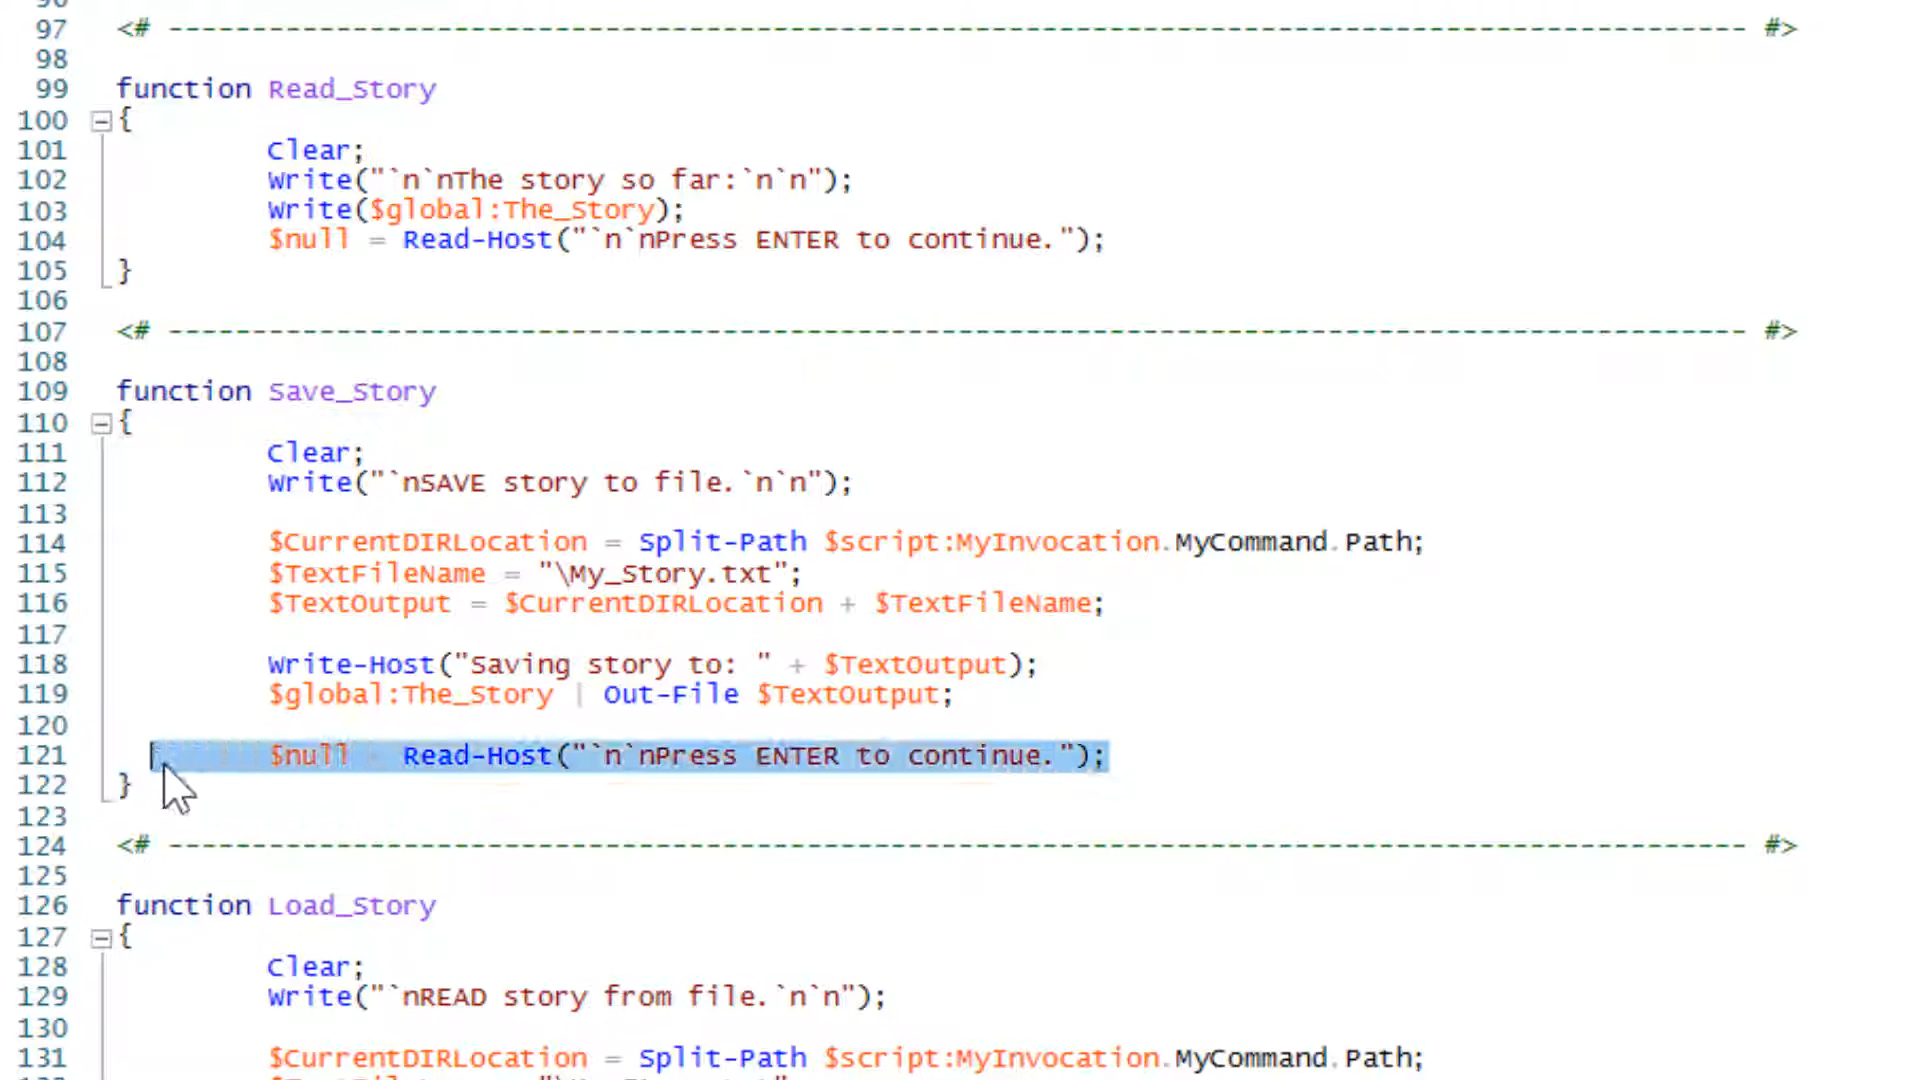 97 <# ---------------------------------------------------------------------------------------------- #>
98
99 function Read_Story
100 {
101 Clear;
102 Write("`n`nThe story so far:`n`n");
103 Write($global:The_Story);
104 $null = Read-Host("`n`nPress ENTER to continue.");
105 }
106
107 <# ---------------------------------------------------------------------------------------------- #>
108
109 function Save_Story
110 {
111 Clear;
112 Write("`nSAVE story to file.`n`n");
113
114 $CurrentDIRLocation = Split-Path $script:MyInvocation.MyCommand.Path;
115 $TextFileName = "\My_Story.txt";
116 $TextOutput = $CurrentDIRLocation + $TextFileName;
117
118 Write-Host("Saving story to: " + $TextOutput);
119 $global:The_Story | Out-File $TextOutput;
120
121 $null = Read-Host("`n`nPress ENTER to continue.");
122 }
123
124 <# ---------------------------------------------------------------------------------------------- #>
125
126 function Load_Story
127 {
128 Clear;
129 Write("`nREAD story from file.`n`n");
130
131 $CurrentDIRLocation = Split-Path $script:MyInvocation.MyCommand.Path;